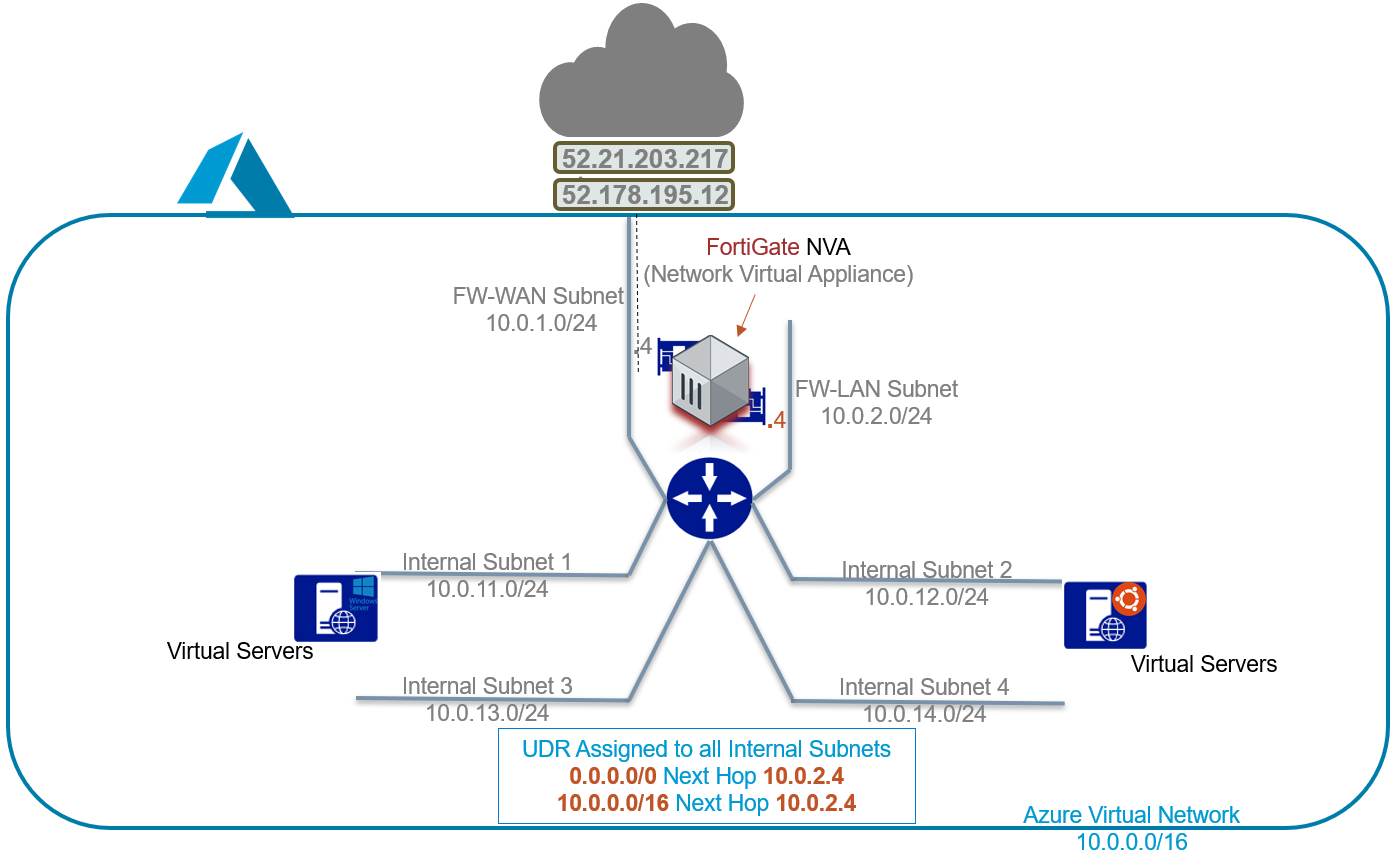 52.21.203.217
52.178.195.12
FortiGate NVA
(Network Virtual Appliance)
FW-WAN Subnet
10.0.1.0/24
.4
FW-LAN Subnet
10.0.2.0/24
.4
Internal Subnet 1
10.0.11.0/24
Internal Subnet 2
10.0.12.0/24
Windows
Server
Virtual Servers
Virtual Servers
Internal Subnet 3
10.0.13.0/24
Internal Subnet 4
10.0.14.0/24
UDR Assigned to all Internal Subnets
0.0.0.0/0 Next Hop 10.0.2.4
10.0.0.0/16 Next Hop 10.0.2.4
Azure Virtual Network
10.0.0.0/16